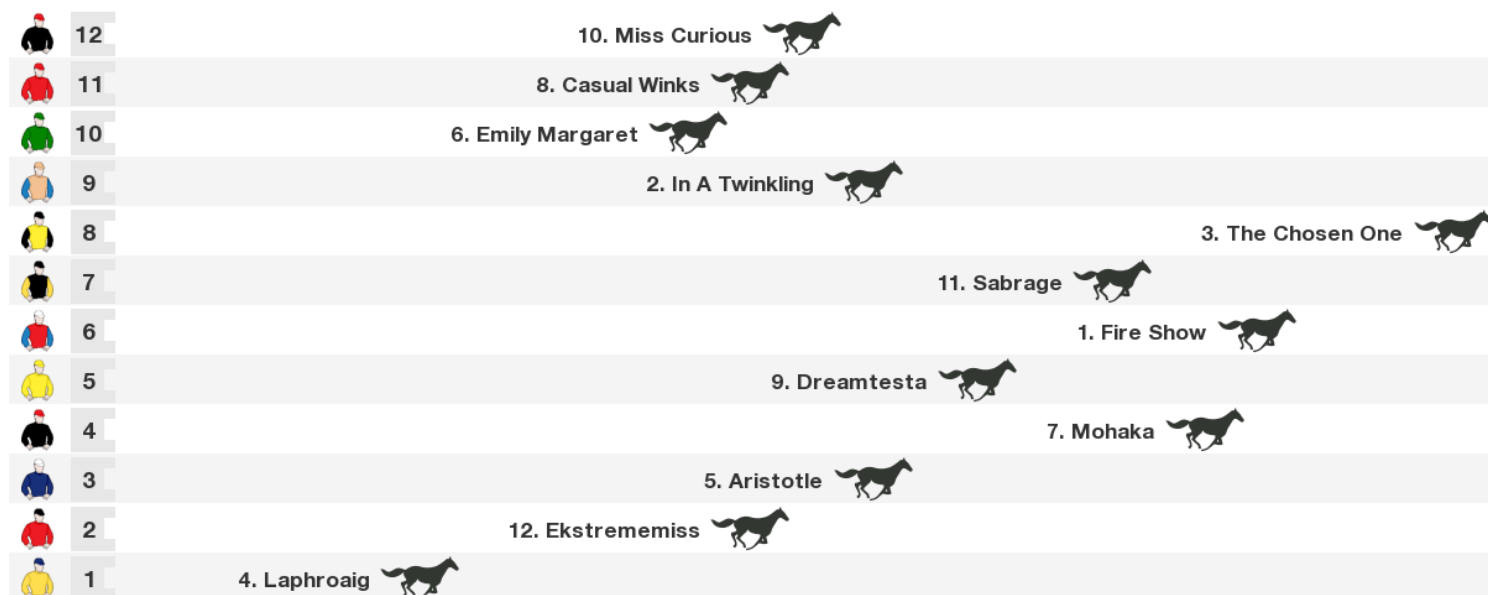 12 10. Miss Curious
11 8. Casual Winks
10 6. Emily Margaret
9 2. In A Twinkling
8 3. The Chosen One
7 11. Sabrage
6 1. Fire Show
5 9. Dreamtesta
4 7. Mohaka
3 5. Aristotle
2 12. Ekstrememiss
1 4. Laphroaig